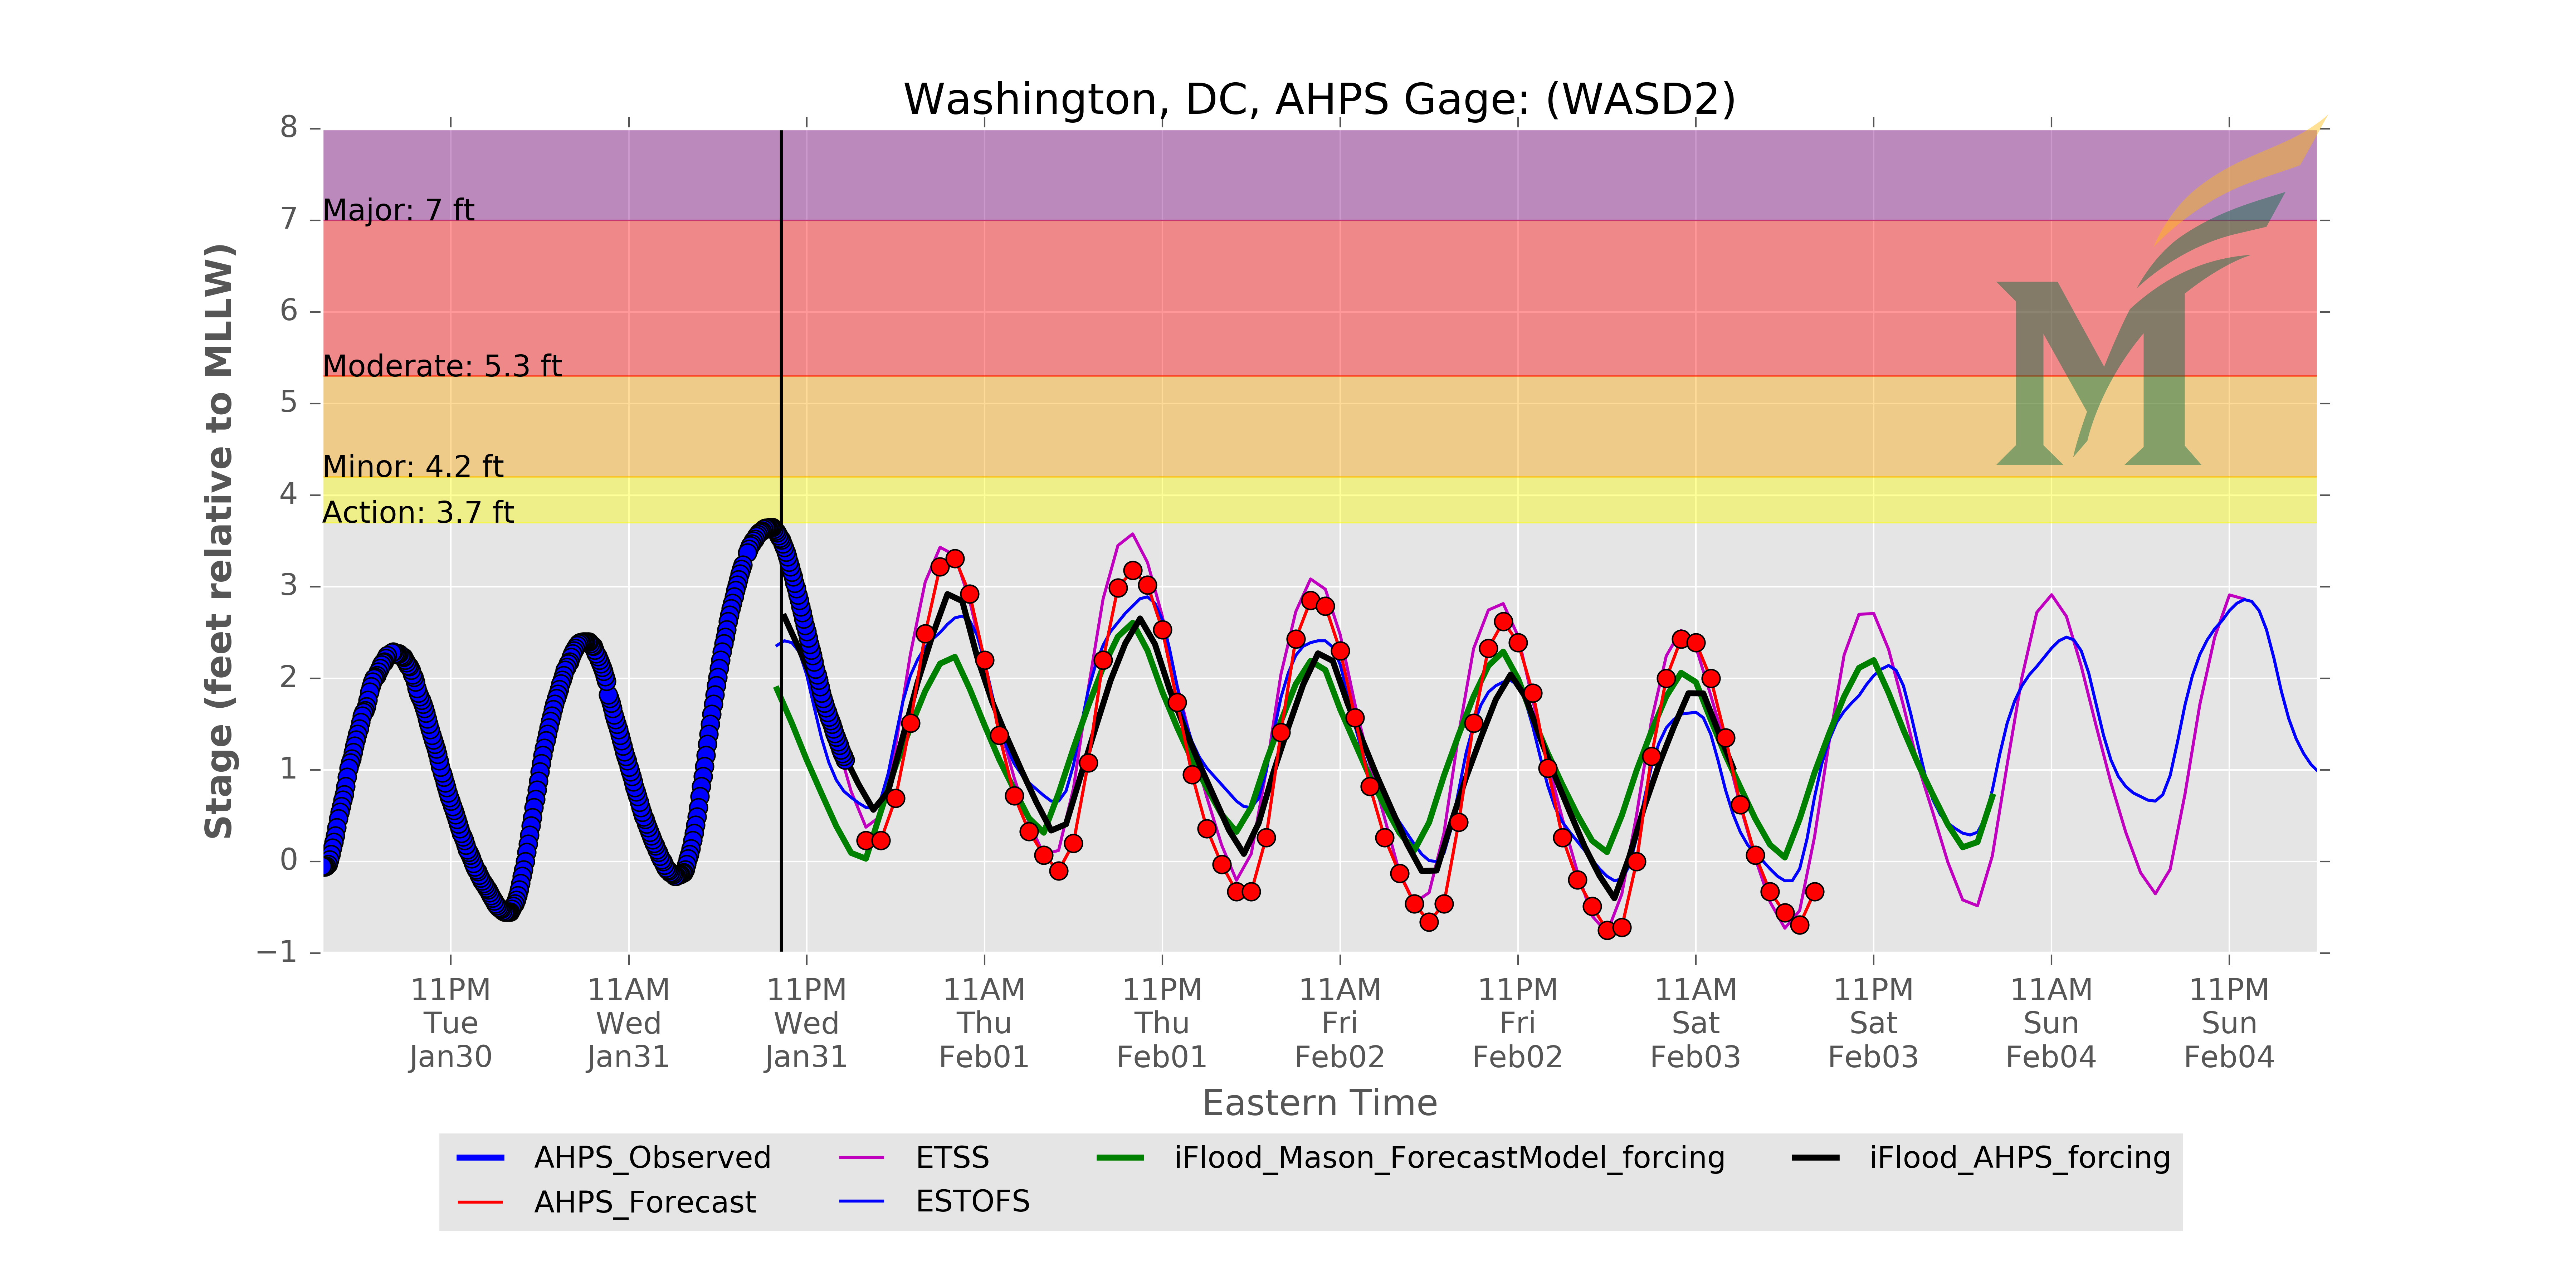 Washington, DC, AHPS Gage: (WASD2)
Stage (feet relative to MLLW)
8
7
6
5
4
3
2
1
0
−1
Major: 7 ft
Moderate: 5.3 ft
Minor: 4.2 ft
Action: 3.7 ft
M
11PM 11AM 11PM 11AM 11PM 11AM 11PM 11AM 11PM 11AM 11PM
Tue Wed Wed Thu Thu Fri Fri Sat Sat Sun Sun
Jan30 Jan31 Jan31 Feb01 Feb01 Feb02 Feb02 Feb03 Feb03 Feb04 Feb04
Eastern Time
AHPS_Observed ETSS iFlood_Mason_ForecastModel_forcing iFlood_AHPS_forcing
AHPS_Forecast ESTOFS